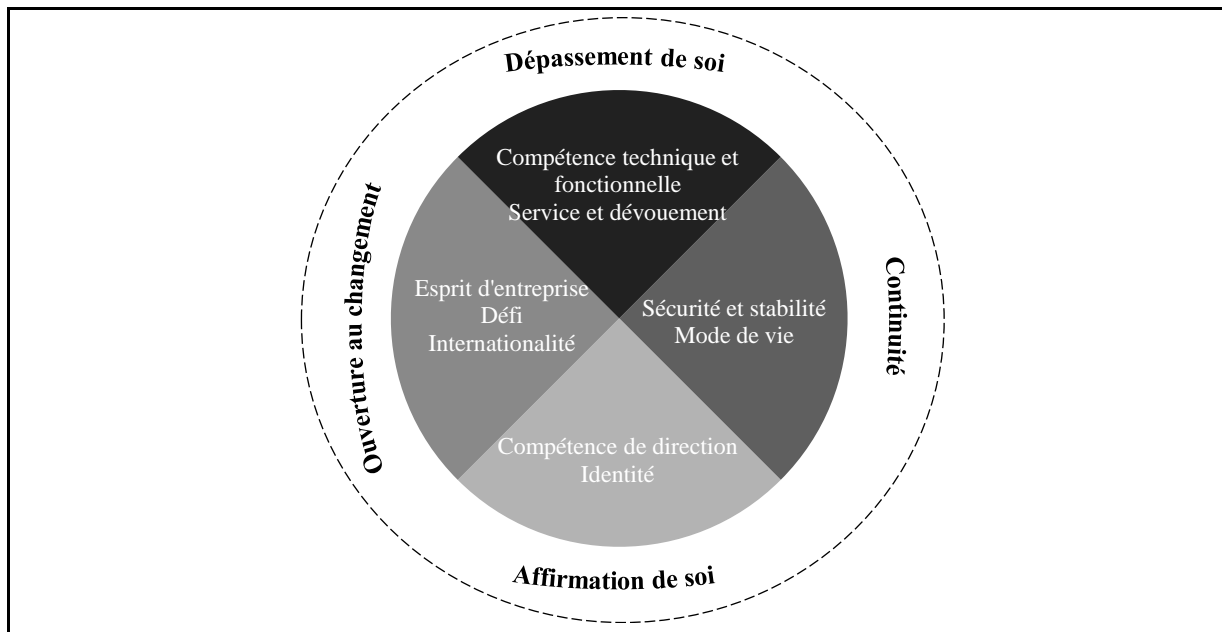 Dépassement de soi
Compétence technique et
fonctionnelle
Service et dévouement
Ouverture au changement
Esprit d'entreprise
Défi
Internationalité
Sécurité et stabilité
Mode de vie
Continuité
Compétence de direction
Identité
Affirmation de soi